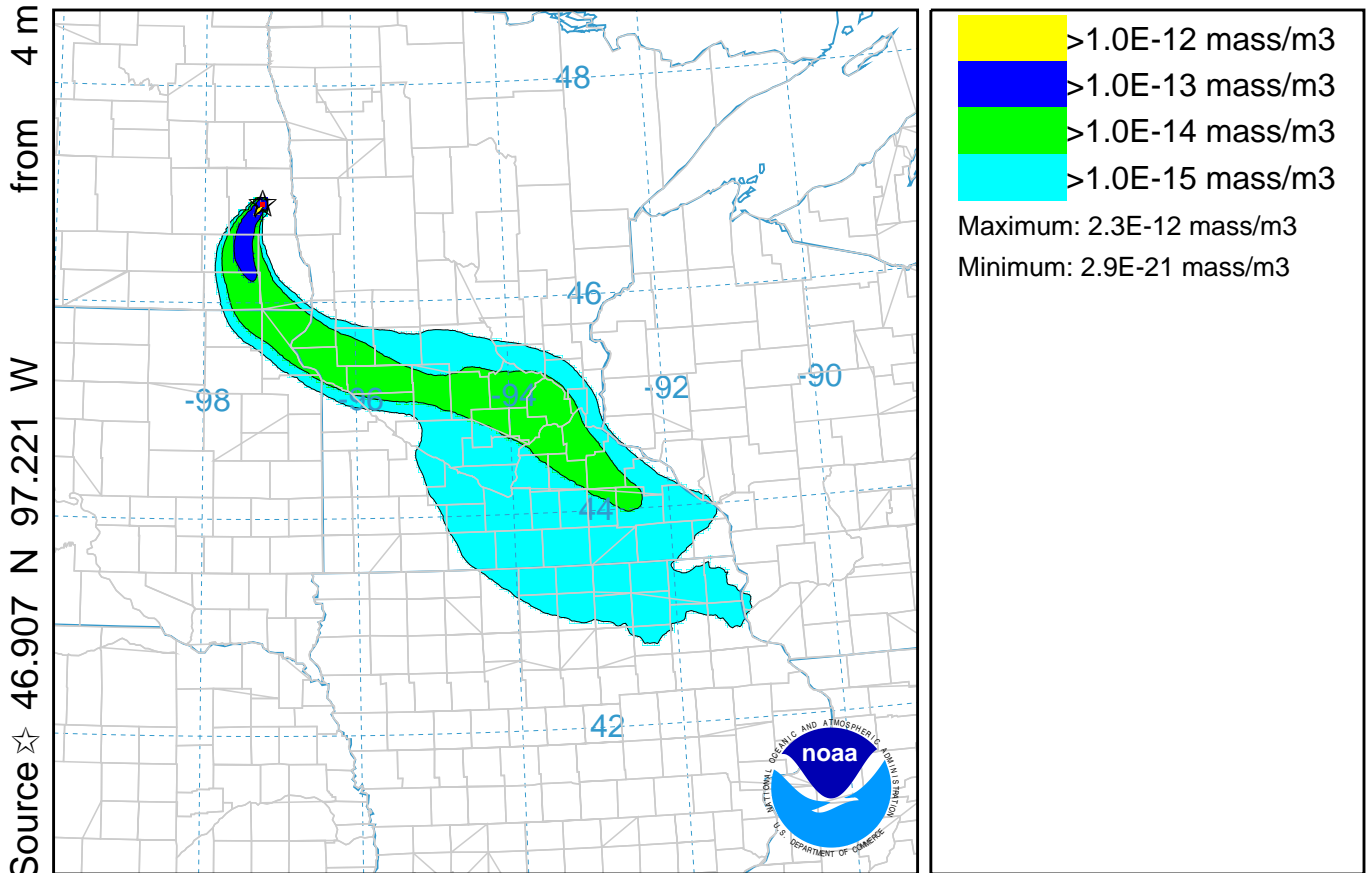 Source ☆ 46.907 N 97.221 W from 4 m
>1.0E-12 mass/m3
>1.0E-13 mass/m3
>1.0E-14 mass/m3
>1.0E-15 mass/m3
Maximum: 2.3E-12 mass/m3
Minimum: 2.9E-21 mass/m3
48
46
-98
-96
-94
-92
-90
44
42
NATIONAL OCEANIC AND ATMOSPHERIC ADMINISTRATION
noaa
U.S. DEPARTMENT OF COMMERCE